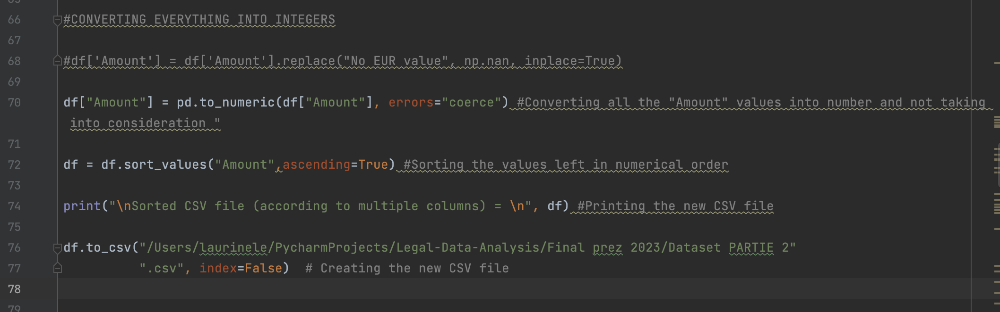 66 #CONVERTING EVERYTHING INTO INTEGERS
67
68 #df['Amount'] = df['Amount'].replace("No EUR value", np.nan, inplace=True)
69
70 df["Amount"] = pd.to_numeric(df["Amount"], errors="coerce") #Converting all the "Amount" values into number and not taking
into consideration "
71
72 df = df.sort_values("Amount",ascending=True) #Sorting the values left in numerical order
73
74 print("\nSorted CSV file (according to multiple columns) = \n", df) #Printing the new CSV file
75
76 df.to_csv("/Users/laurinele/PycharmProjects/Legal-Data-Analysis/Final prez 2023/Dataset PARTIE 2"
77 ".csv", index=False)  # Creating the new CSV file
78
79